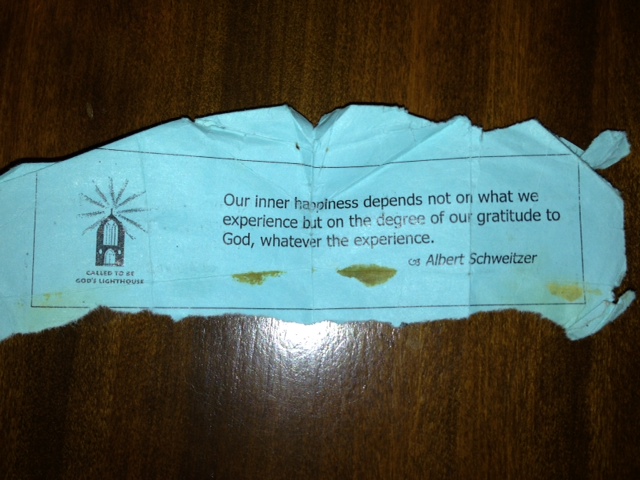 Our inner happiness depends not on what we
experience but on the degree of our gratitude to
God, whatever the experience.
Albert Schweitzer
CALLED TO BE
GOD'S LIGHTHOUSE